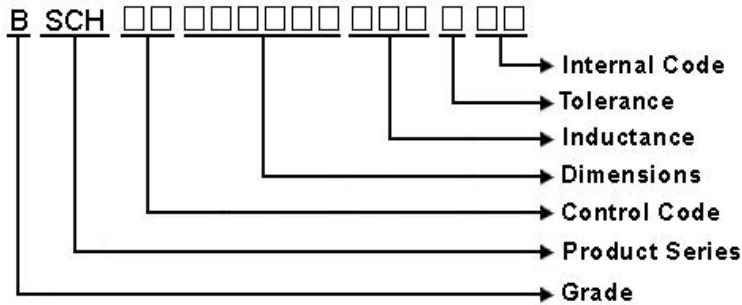 B SCH □□ □□□□□□ □□□ □ □□
Internal Code
Tolerance
Inductance
Dimensions
Control Code
Product Series
Grade